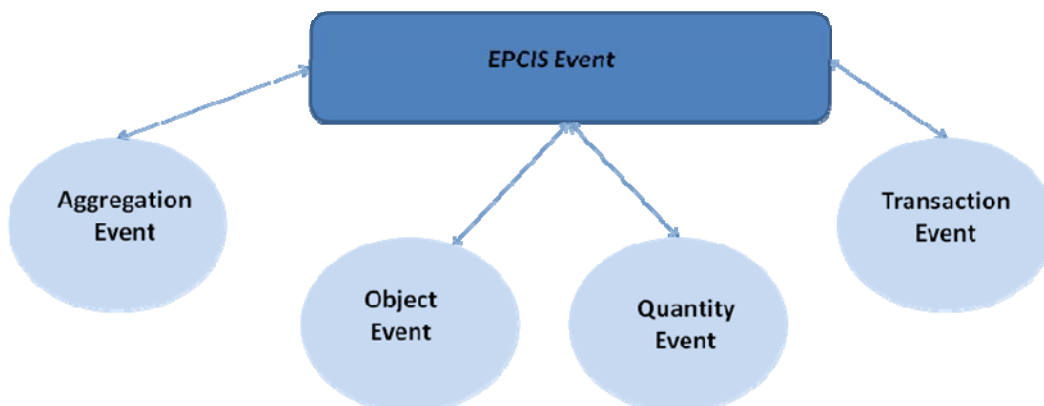 EPCIS Event
Aggregation
Event
Transaction
Event
Object
Event
Quantity
Event